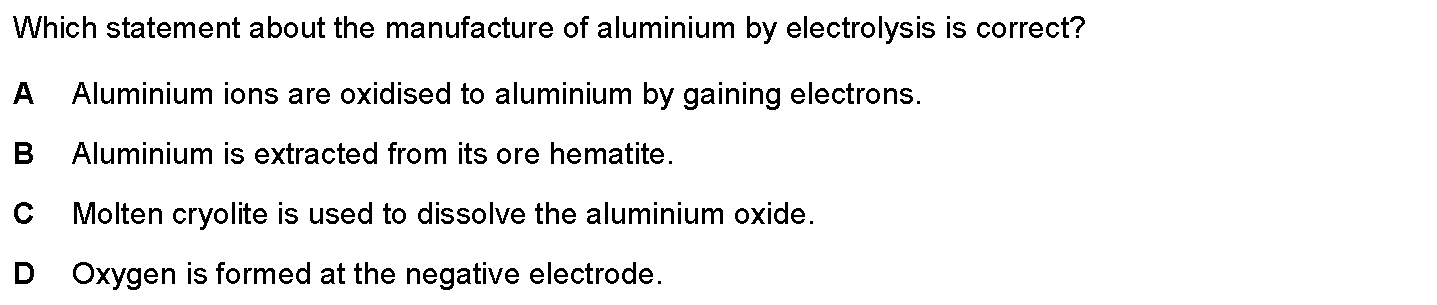 Which statement about the manufacture of aluminium by electrolysis is correct?
A Aluminium ions are oxidised to aluminium by gaining electrons.
B Aluminium is extracted from its ore hematite.
C Molten cryolite is used to dissolve the aluminium oxide.
D Oxygen is formed at the negative electrode.